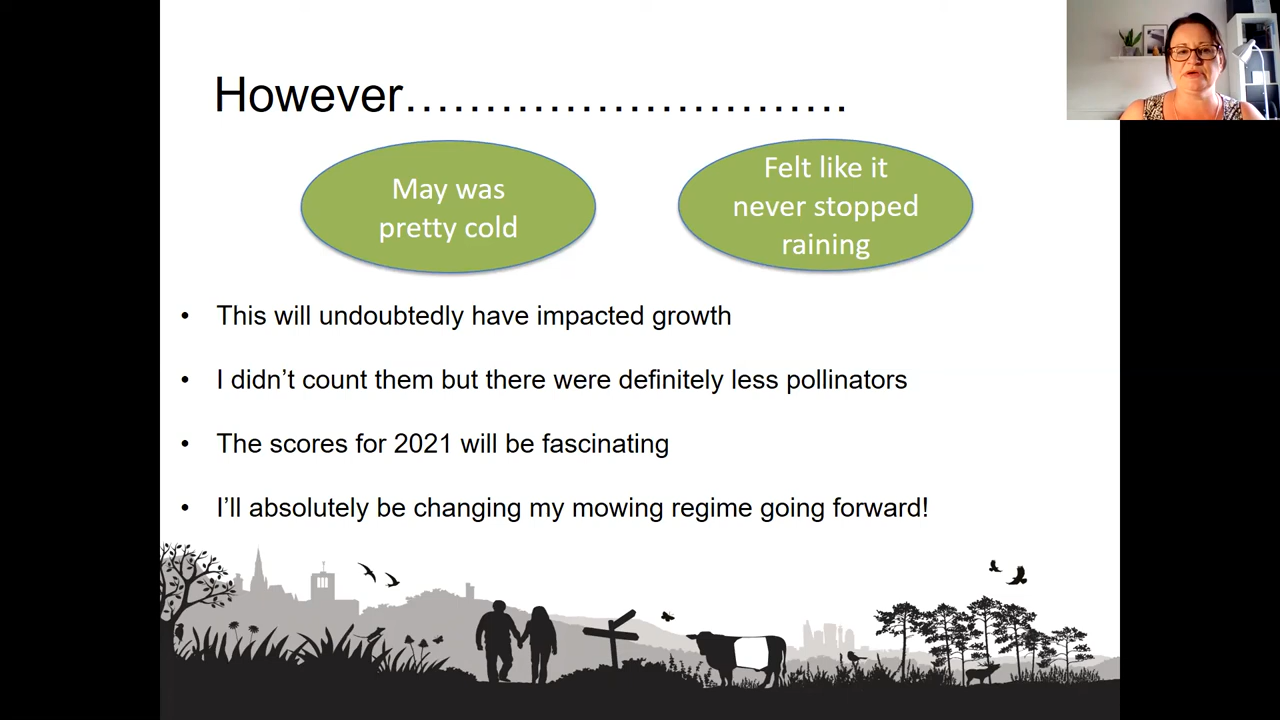 However………………………….
May was
pretty cold
Felt like it
never stopped
raining
• This will undoubtedly have impacted growth
• I didn’t count them but there were definitely less pollinators
• The scores for 2021 will be fascinating
• I’ll absolutely be changing my mowing regime going forward!